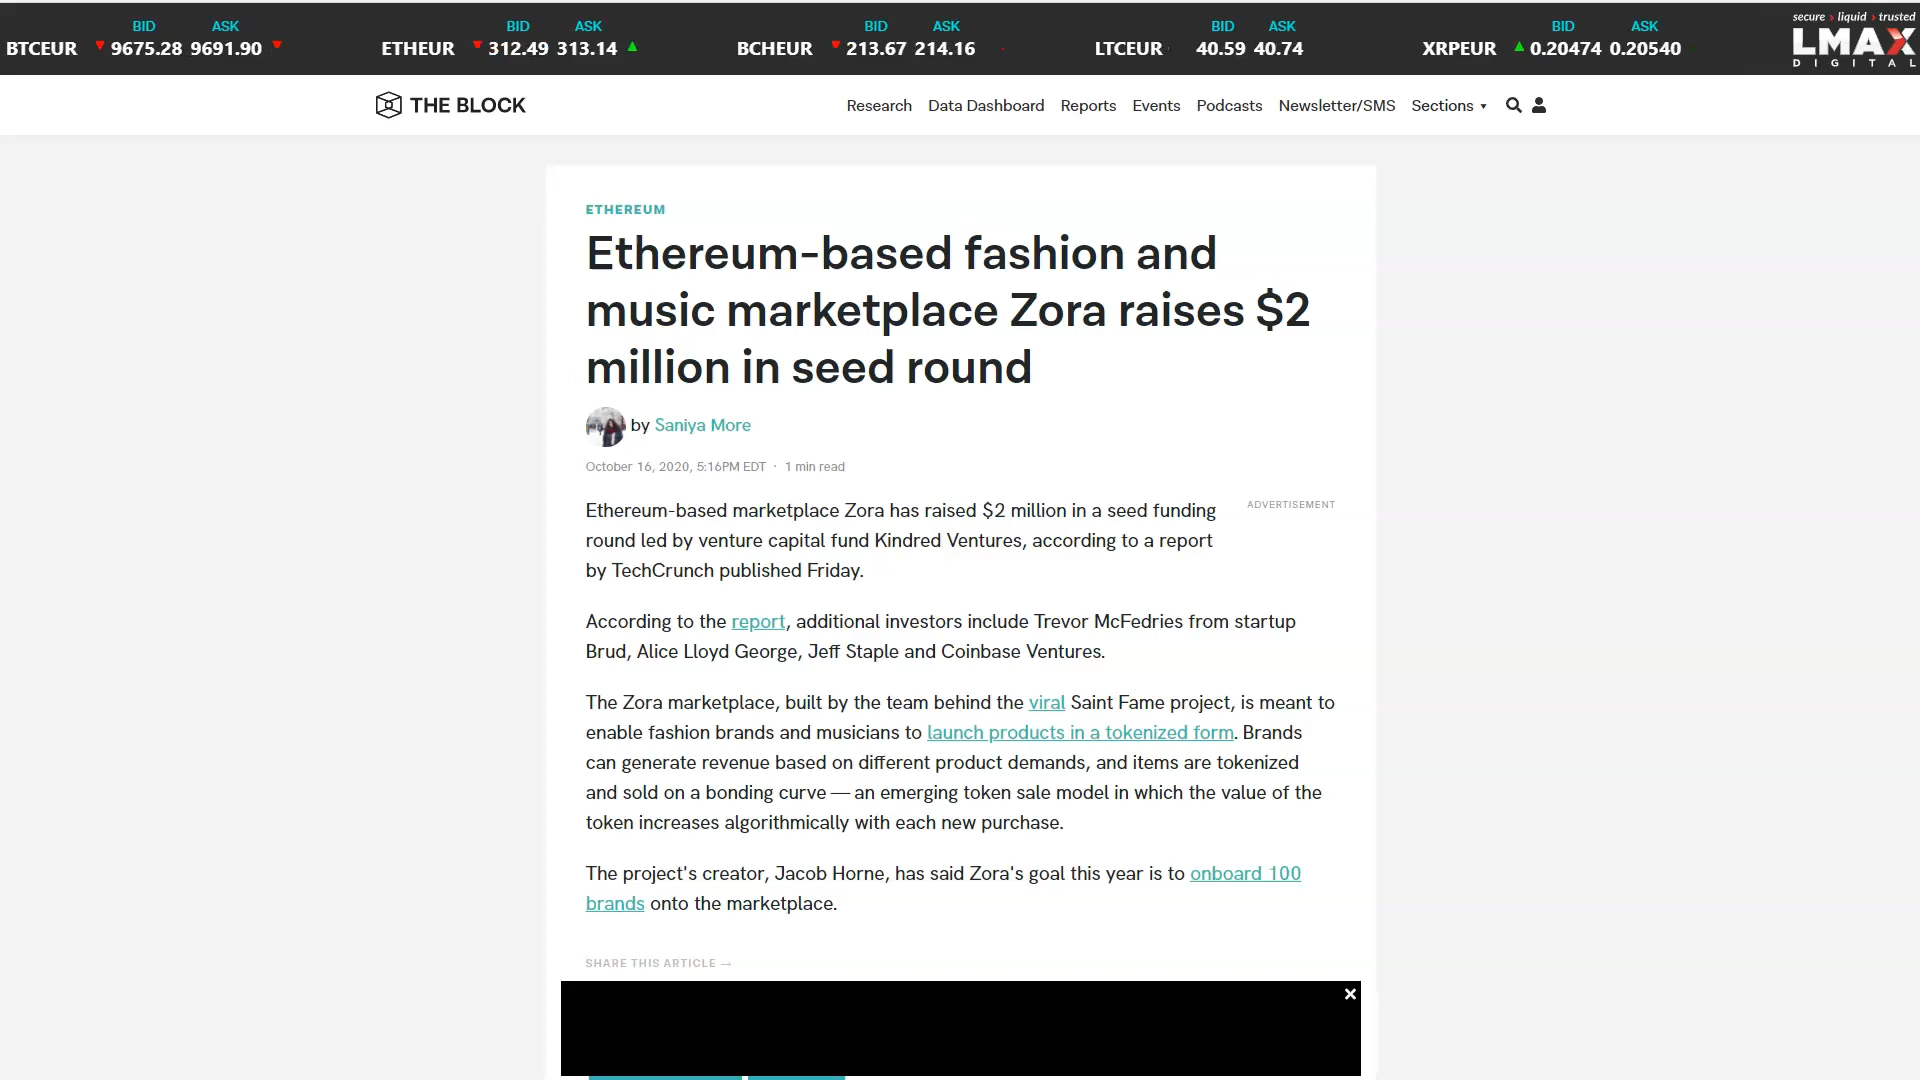 BID ASK BID ASK BID ASK BID ASK BID ASK secure › liquid › trusted
BTCEUR ▼ 9675.28 9691.90 ▼ ETHEUR ▼ 312.49 313.14 ▲ BCHEUR ▼ 213.67 214.16 LTCEUR 40.59 40.74 XRPEUR ▲ 0.20474 0.20540 LMAX
DIGITAL
THE BLOCK Research Data Dashboard Reports Events Podcasts Newsletter/SMS Sections ▾
ETHEREUM
Ethereum-based fashion and
music marketplace Zora raises $2
million in seed round
by Saniya More
October 16, 2020, 5:16PM EDT · 1 min read
Ethereum-based marketplace Zora has raised $2 million in a seed funding
ADVERTISEMENT
round led by venture capital fund Kindred Ventures, according to a report
by TechCrunch published Friday.
According to the report, additional investors include Trevor McFedries from startup
Brud, Alice Lloyd George, Jeff Staple and Coinbase Ventures.
The Zora marketplace, built by the team behind the viral Saint Fame project, is meant to
enable fashion brands and musicians to launch products in a tokenized form. Brands
can generate revenue based on different product demands, and items are tokenized
and sold on a bonding curve — an emerging token sale model in which the value of the
token increases algorithmically with each new purchase.
The project's creator, Jacob Horne, has said Zora's goal this year is to onboard 100
brands onto the marketplace.
SHARE THIS ARTICLE →